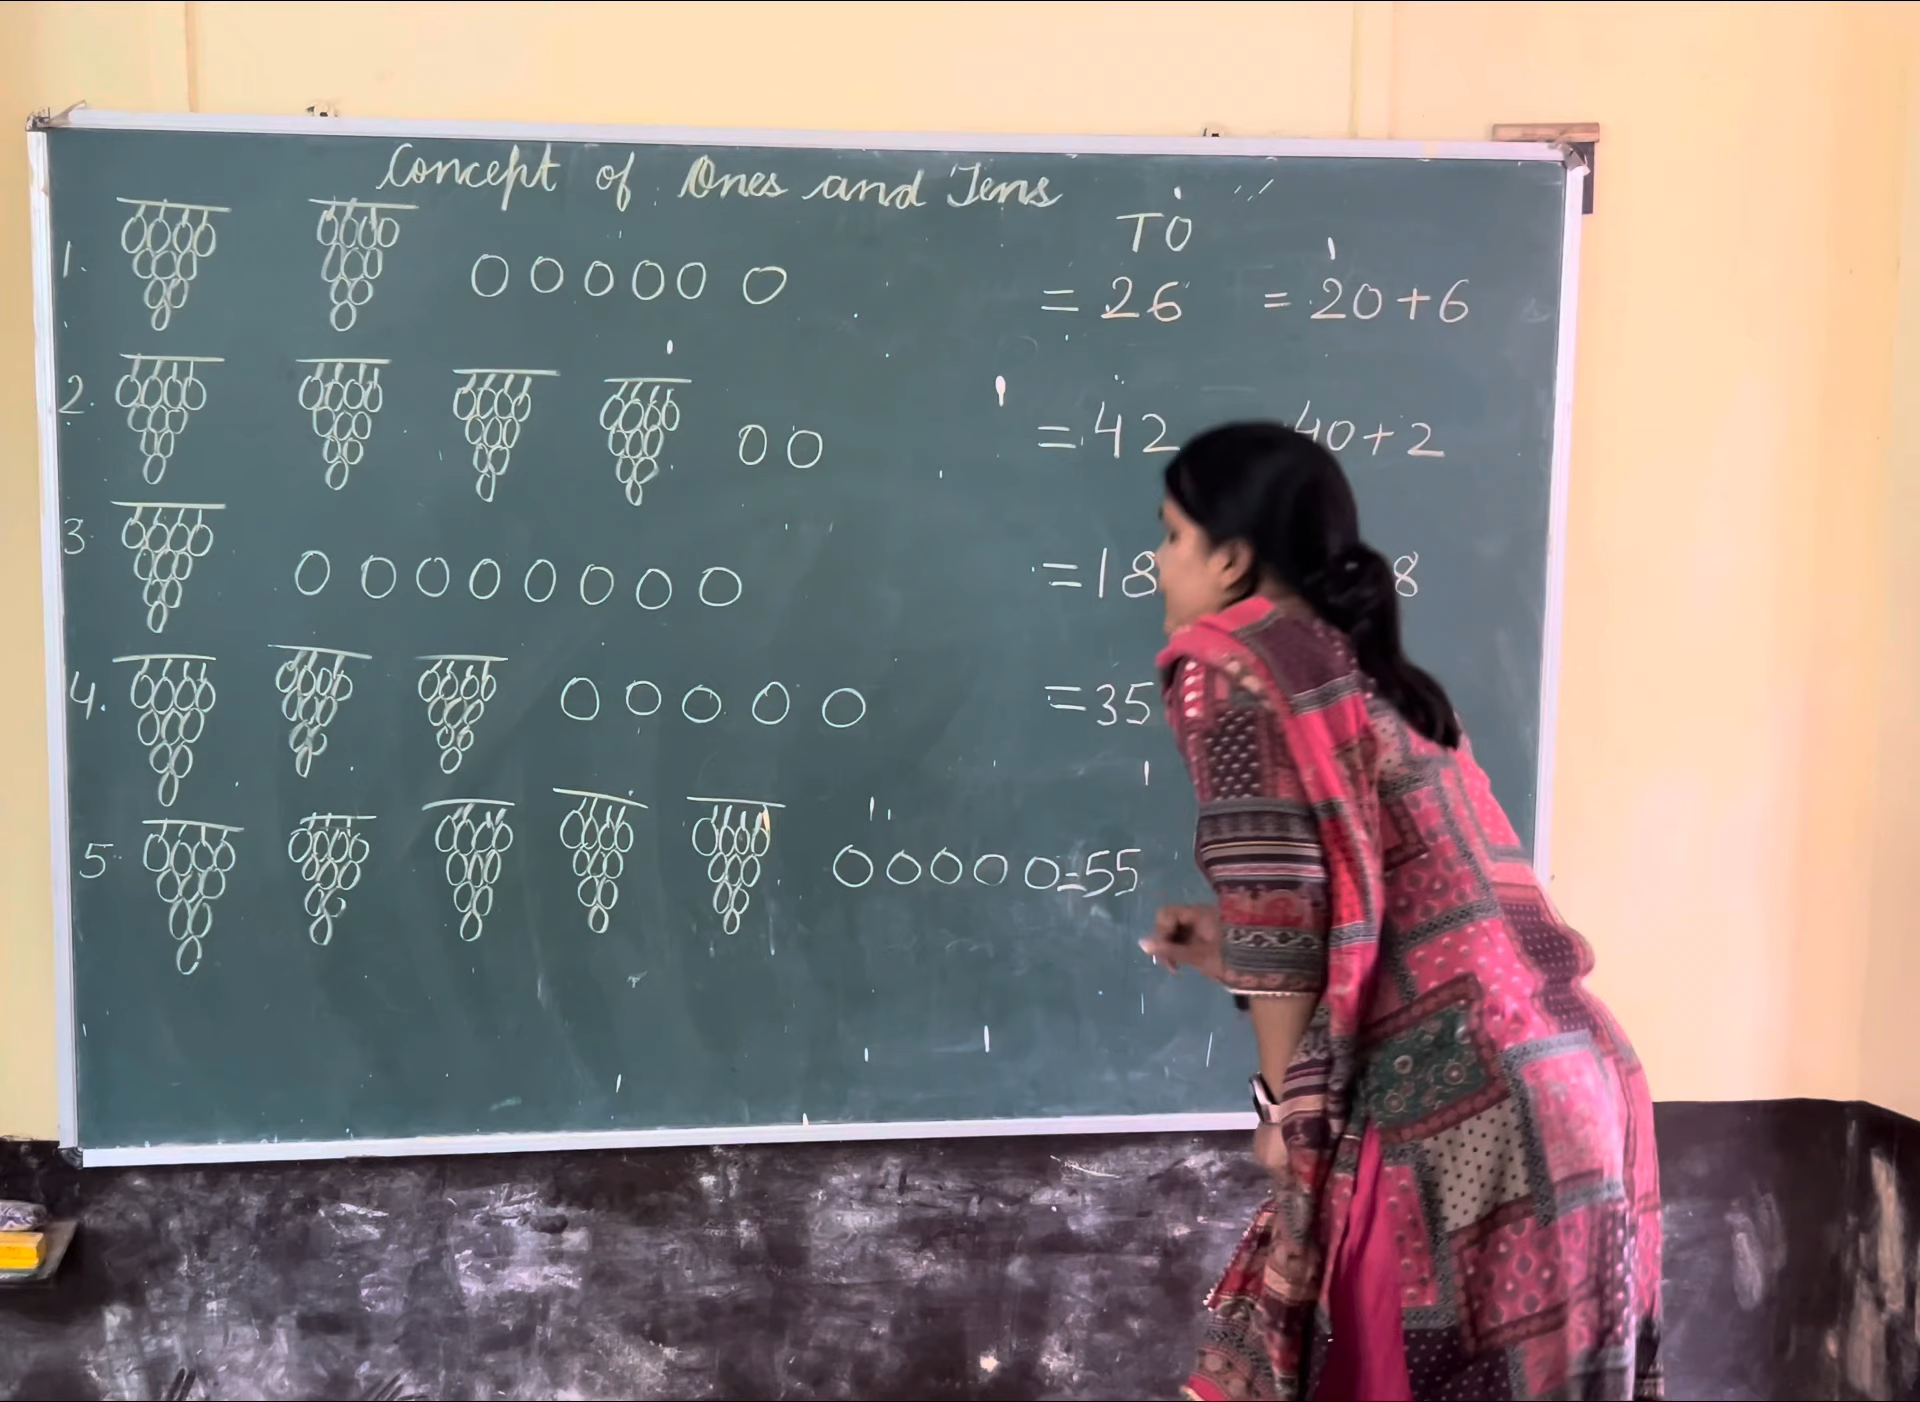 Concept of Ones and Tens
TO
1. = 26 = 20+6
2. = 42 40+2
3. = 18 8
4. = 35
5. = 55